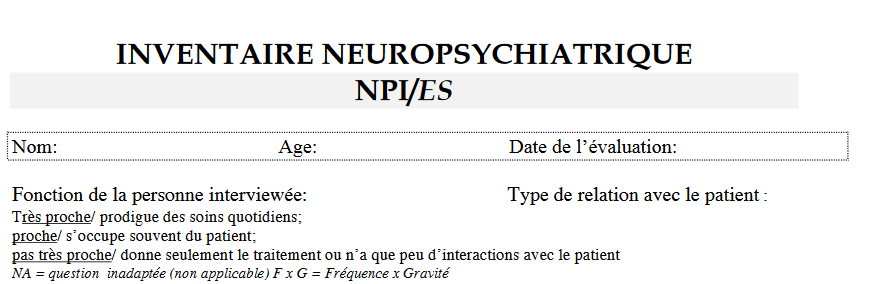 INVENTAIRE NEUROPSYCHIATRIQUE
NPI/ES
Nom: Age: Date de l’évaluation:
Fonction de la personne interviewée: Type de relation avec le patient :
Très proche/ prodigue des soins quotidiens;
proche/ s’occupe souvent du patient;
pas très proche/ donne seulement le traitement ou n’a que peu d’interactions avec le patient
NA = question inadaptée (non applicable) F x G = Fréquence x Gravité